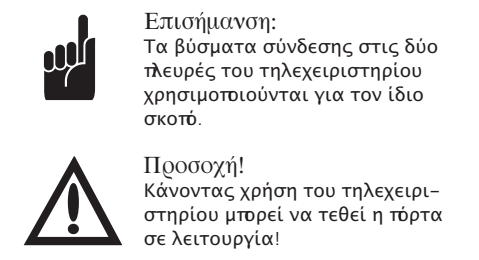 Επισήμανση:
Τα βύσματα σύνδεσης στις δύο
πλευρές του τηλεχειριστηρίου
χρησιμοποιούνται για τον ίδιο
σκοπό.
Προσοχή!
Κάνοντας χρήση του τηλεχειρι–
στηρίου μπορεί να τεθεί η πόρτα
σε λειτουργία!